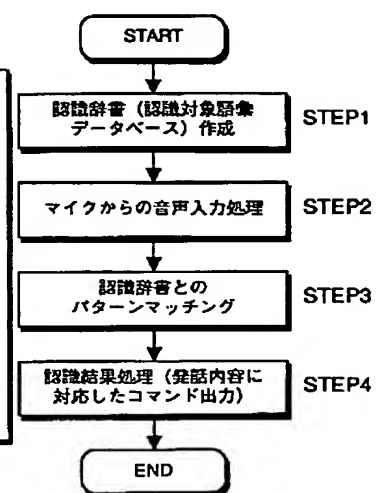 START
認識辞書（認識対象語彙
データベース）作成
STEP1
マイクからの音声入力処理
STEP2
認識辞書との
パターンマッチング
STEP3
認識結果処理（発話内容に
対応したコマンド出力）
STEP4
END